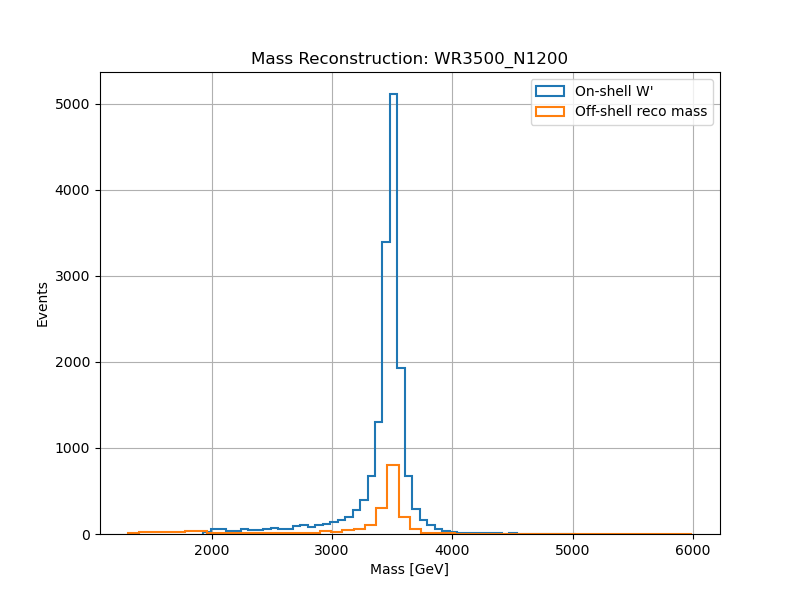 Mass Reconstruction: WR3500_N1200
On-shell W'
Off-shell reco mass
5000
4000
3000
2000
1000
0
Events
2000 3000 4000 5000 6000
Mass [GeV]